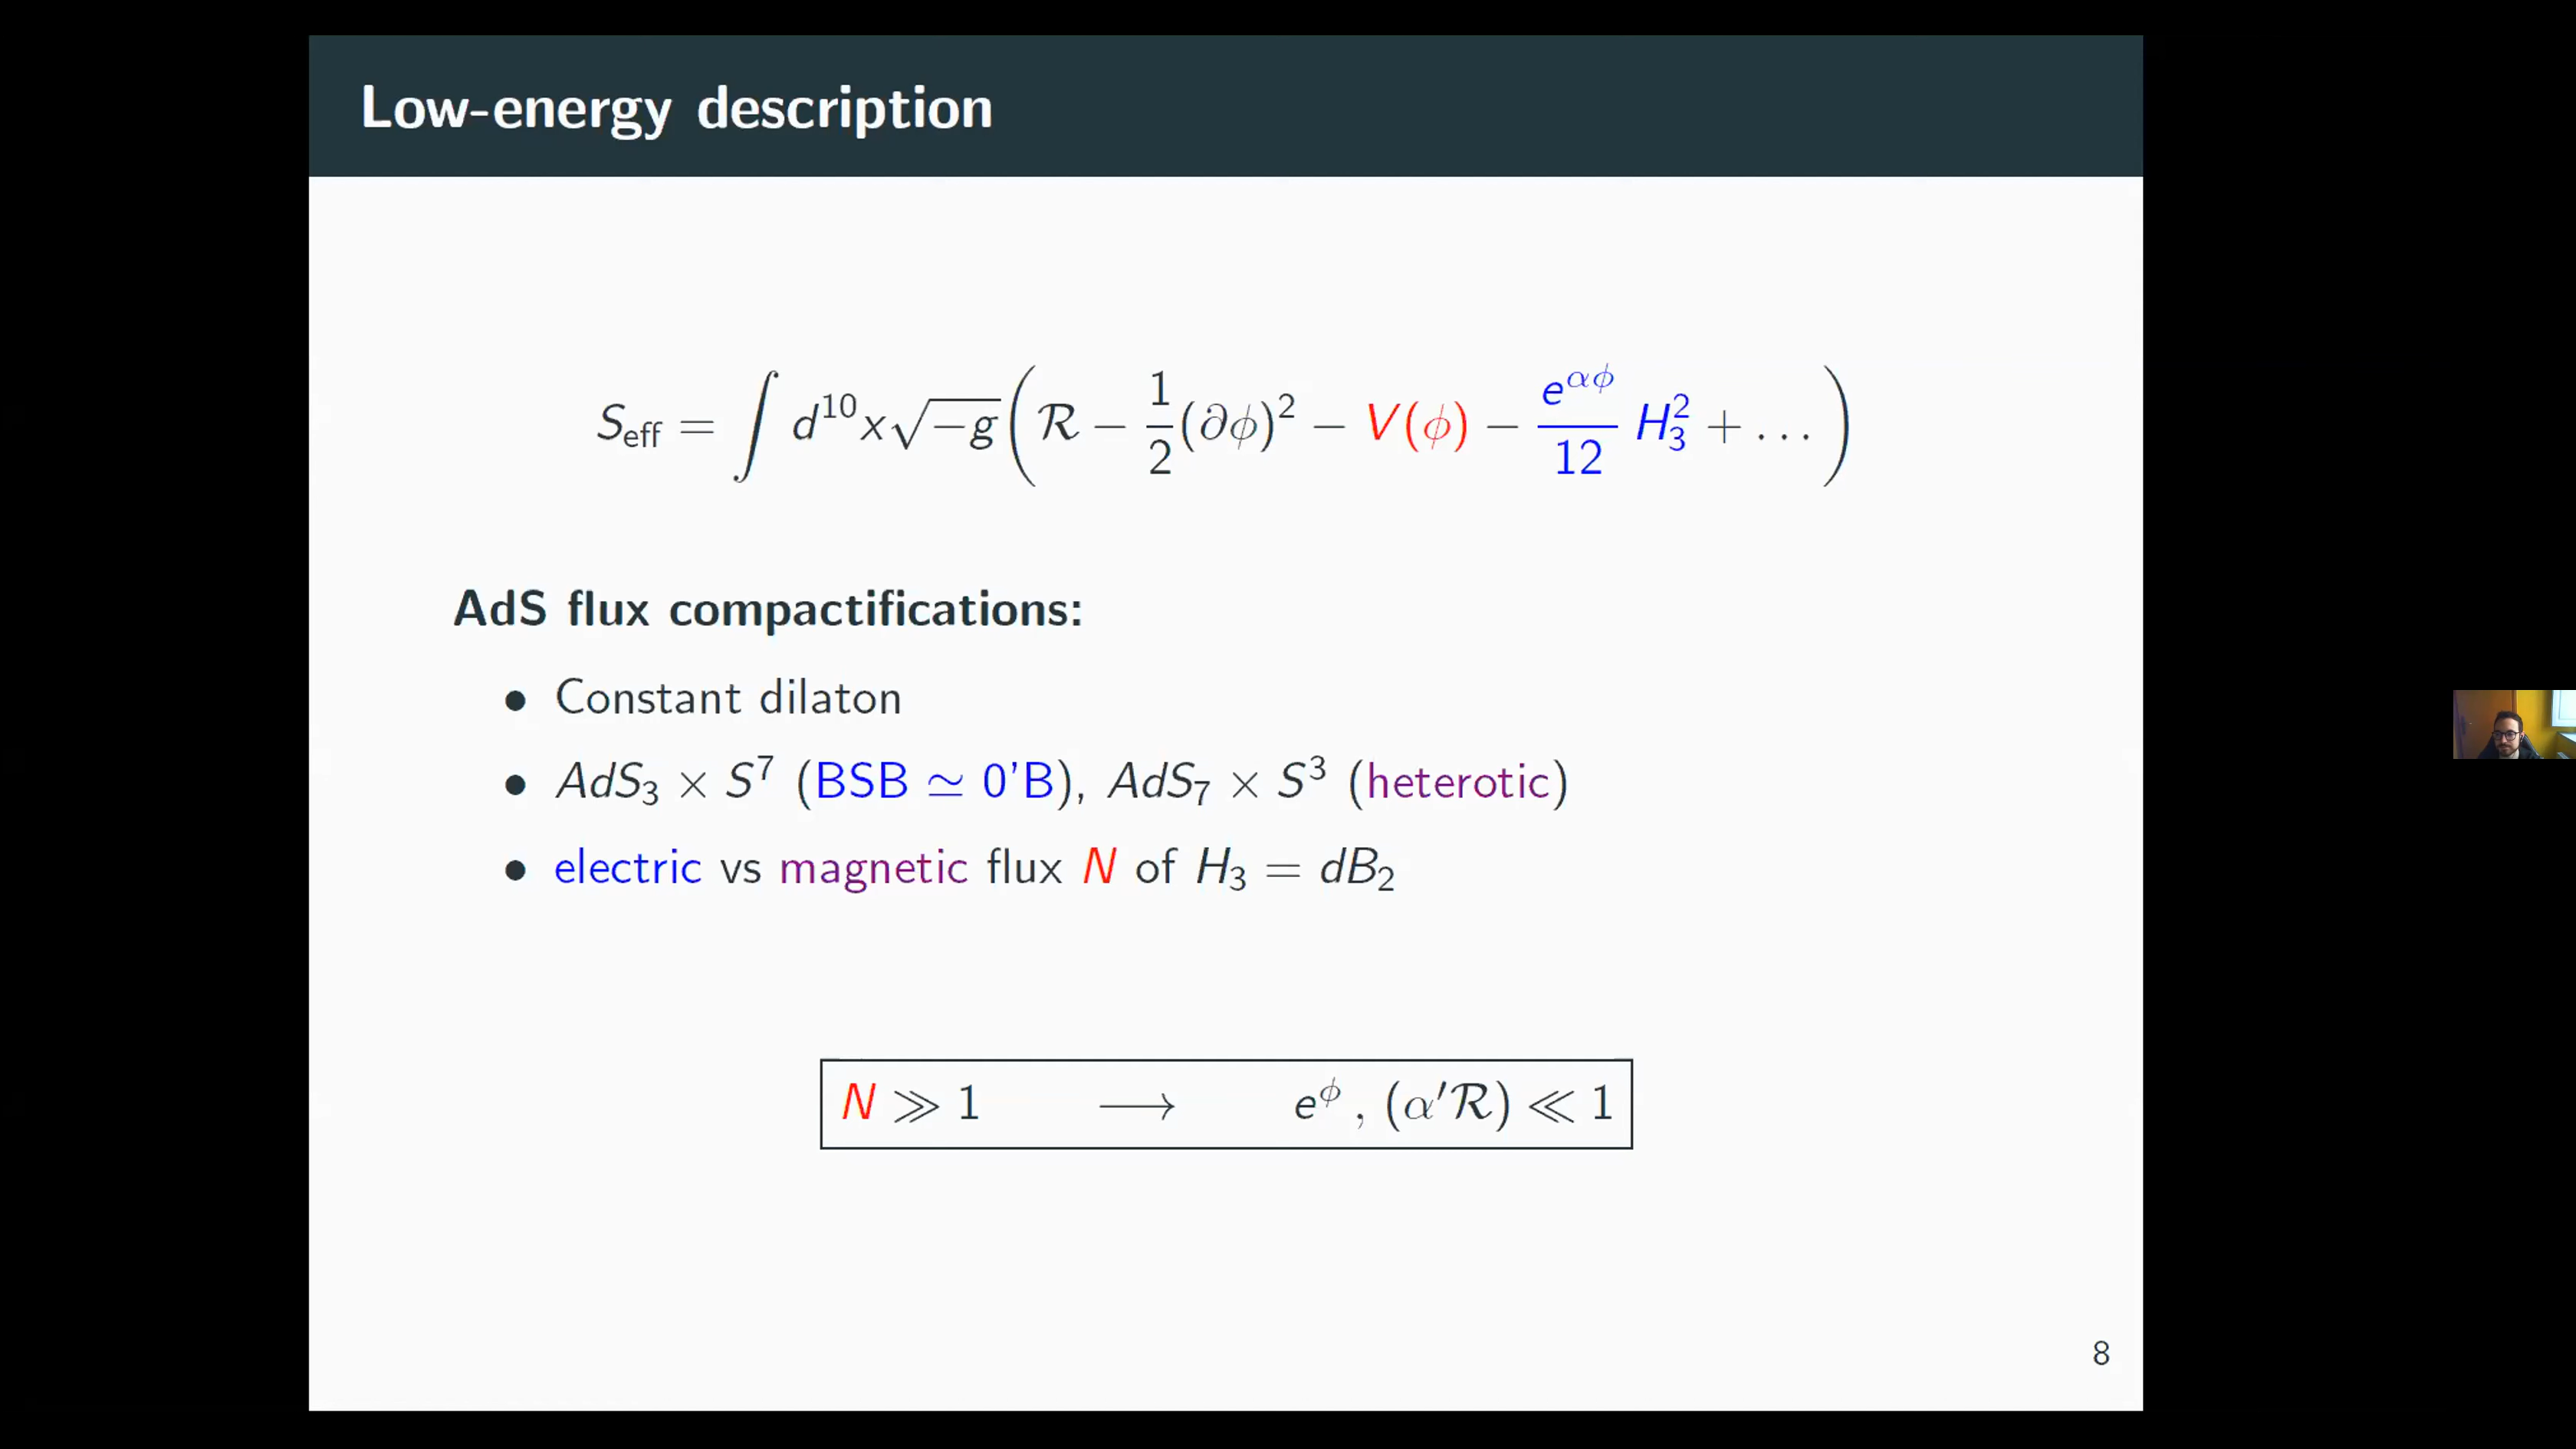 Low-energy description
S_eff = ∫ d^10x√−g(ℛ − 1/2(∂ϕ)^2 − V(ϕ) − e^{αϕ}/12 H_3^2 + ...)
AdS flux compactifications:
• Constant dilaton
• AdS_3 × S^7 (BSB ≃ 0'B), AdS_7 × S^3 (heterotic)
• electric vs magnetic flux N of H_3 = dB_2
N ≫ 1 ⟶ e^ϕ , (α′ℛ) ≪ 1
8